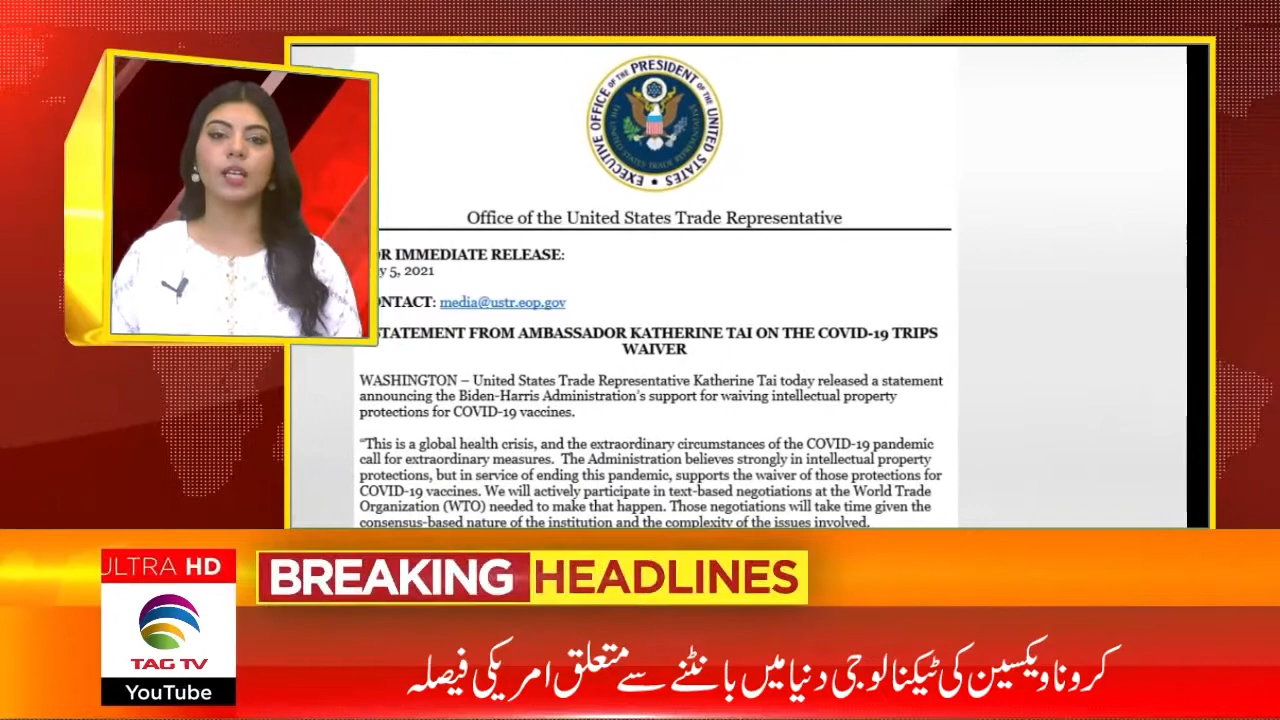 EXECUTIVE OFFICE OF THE PRESIDENT OF THE UNITED STATES
THE UNITED STATES TRADE REPRESENTATIVE
Office of the United States Trade Representative
R IMMEDIATE RELEASE:
y 5, 2021
ONTACT: media@ustr.eop.gov
STATEMENT FROM AMBASSADOR KATHERINE TAI ON THE COVID-19 TRIPS
WAIVER
WASHINGTON – United States Trade Representative Katherine Tai today released a statement
announcing the Biden-Harris Administration's support for waiving intellectual property
protections for COVID-19 vaccines.
"This is a global health crisis, and the extraordinary circumstances of the COVID-19 pandemic
call for extraordinary measures. The Administration believes strongly in intellectual property
protections, but in service of ending this pandemic, supports the waiver of those protections for
COVID-19 vaccines. We will actively participate in text-based negotiations at the World Trade
Organization (WTO) needed to make that happen. Those negotiations will take time given the
consensus-based nature of the institution and the complexity of the issues involved.
ULTRA HD
BREAKING HEADLINES
TAG TV
YouTube
کرونا ویکسین کی ٹیکنالوجی دنیا میں بانٹنے سے متعلق امریکی فیصلہ